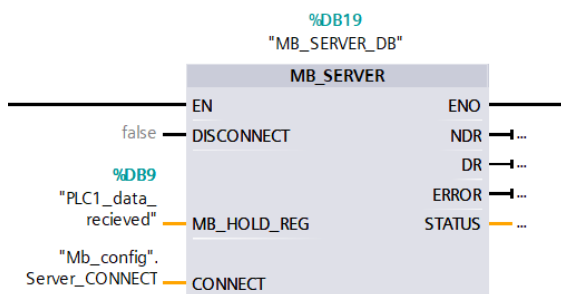 %DB19
"MB_SERVER_DB"
MB_SERVER
EN
ENO
false
DISCONNECT
NDR
...
DR
...
%DB9
ERROR
...
"PLC1_data_
recieved"
MB_HOLD_REG
STATUS
...
"Mb_config".
Server_CONNECT
CONNECT